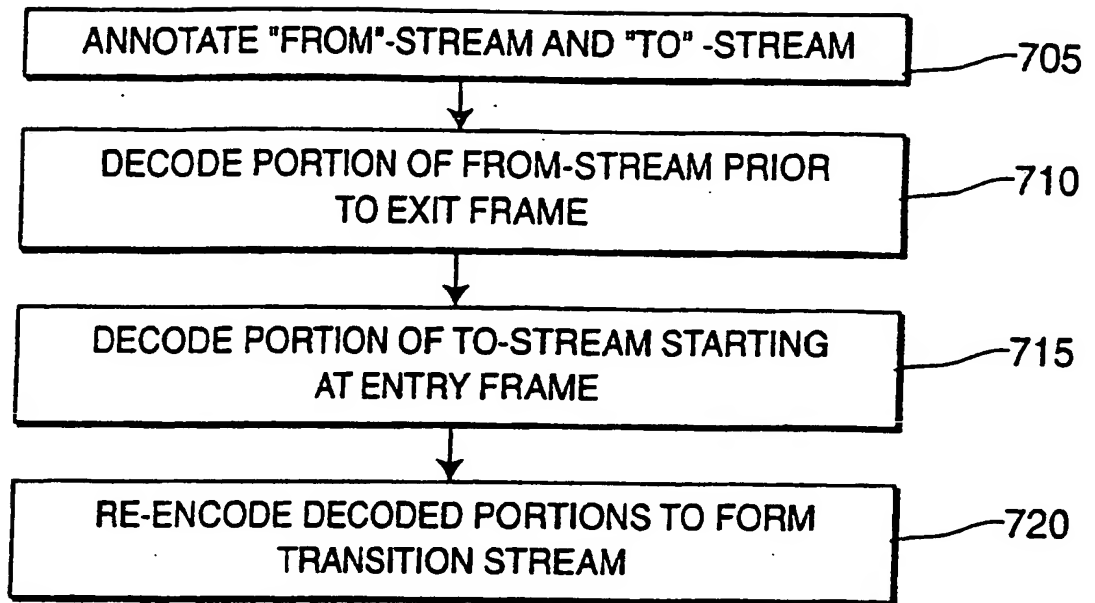 ANNOTATE "FROM"-STREAM AND "TO" -STREAM
705
DECODE PORTION OF FROM-STREAM PRIOR
TO EXIT FRAME
710
DECODE PORTION OF TO-STREAM STARTING
AT ENTRY FRAME
715
RE-ENCODE DECODED PORTIONS TO FORM
TRANSITION STREAM
720